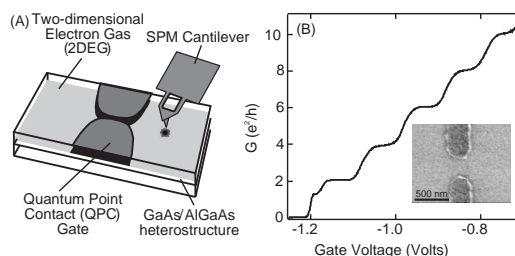 (A)
Two-dimensional
Electron Gas
(2DEG)
SPM Cantilever
Quantum Point
Contact (QPC)
Gate
GaAs/AlGaAs
heterostructure
(B)
G (e²/h)
10
8
6
4
2
0
500 nm
-1.2
-1.0
-0.8
Gate Voltage (Volts)